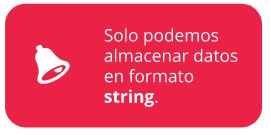 Solo podemos
almacenar datos
en formato
string.